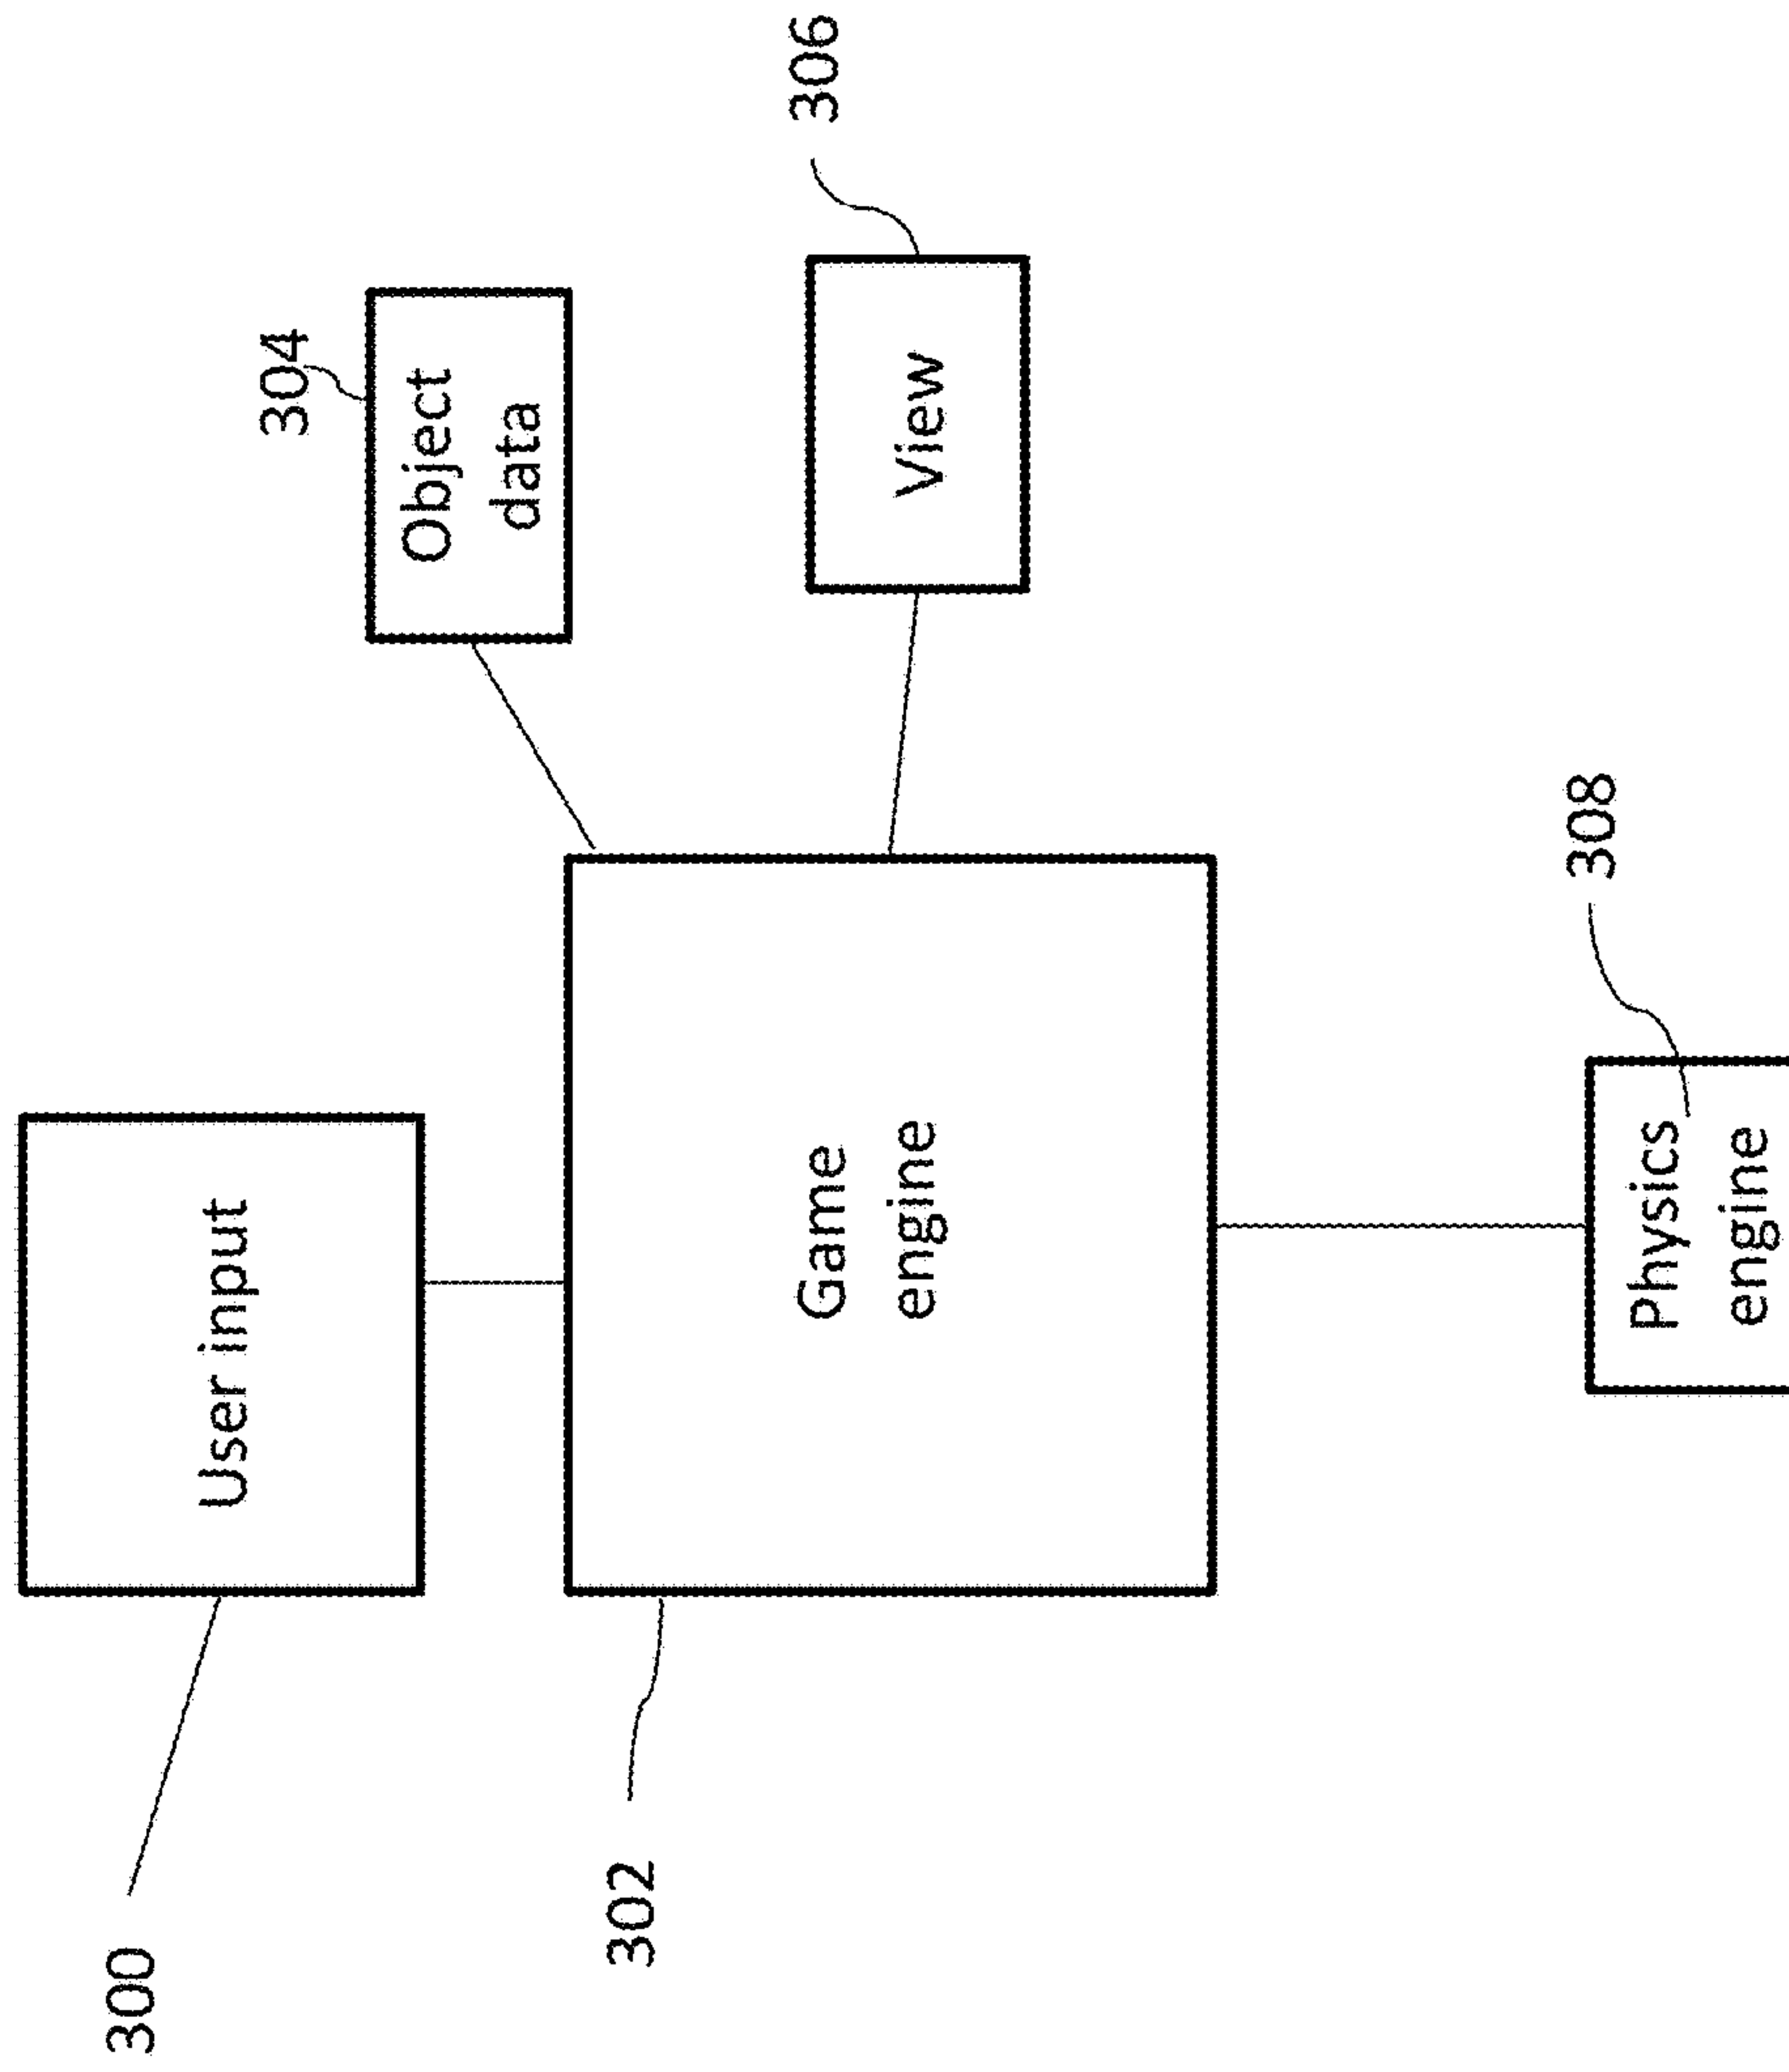 300
User input
302
Game
engine
304
Object
data
View
306
Physics
engine
308